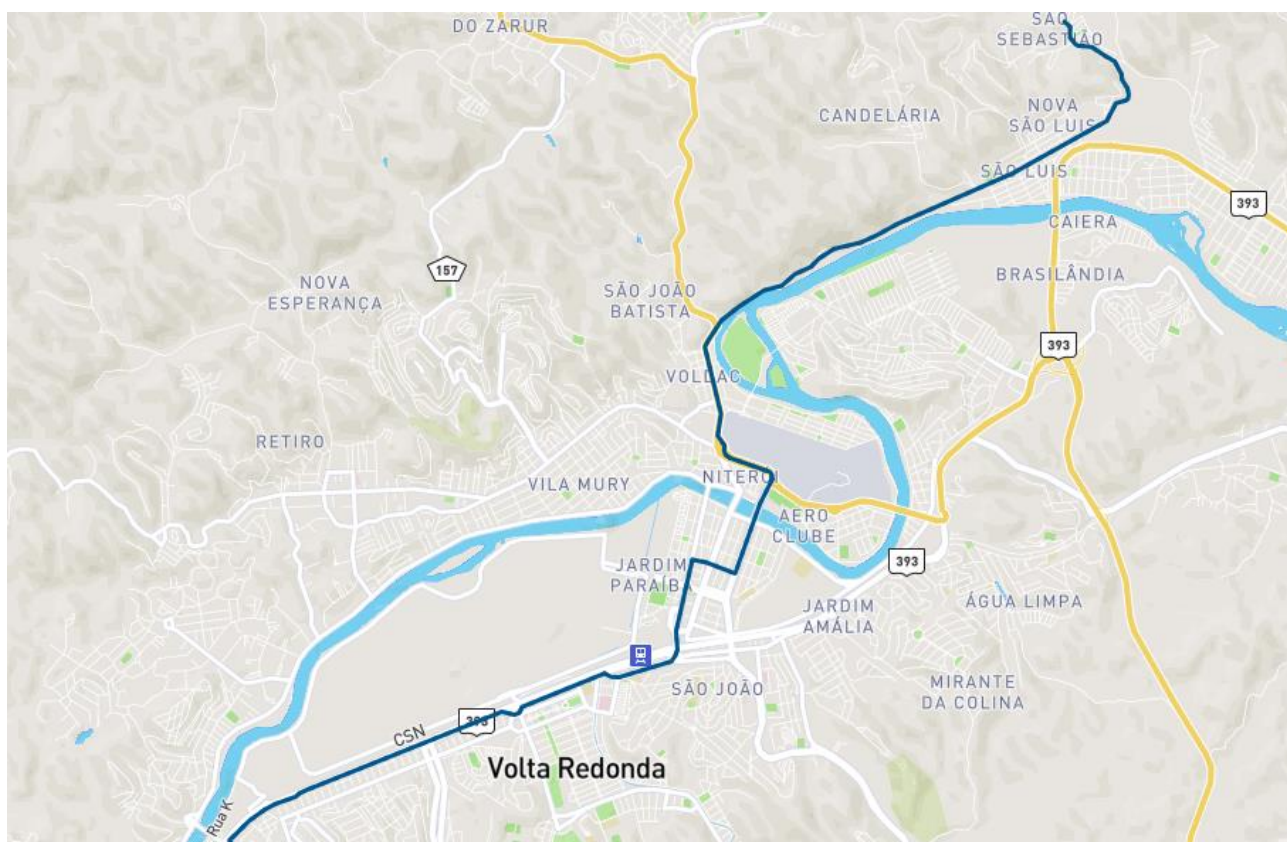 DO ZARUR
SÃO
SEBASTIÃO
CANDELÁRIA
NOVA
SÃO LUIS
SÃO LUIS
393
CAIERA
BRASILÂNDIA
157
NOVA
ESPERANÇA
SÃO JOÃO
BATISTA
393
VOLDAC
RETIRO
VILA MURY
NITERÓI
AERO
CLUBE
393
JARDIM
PARAÍBA
JARDIM
AMÁLIA
ÁGUA LIMPA
SÃO JOÃO
MIRANTE
DA COLINA
393
CSN
Volta Redonda
Rua K